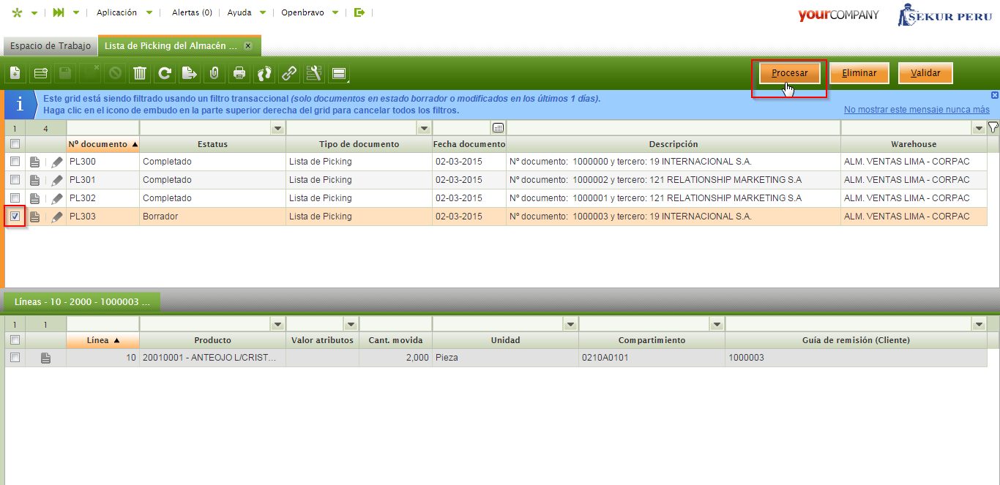 Aplicación Alertas (0) Ayuda Openbravo yourCOMPANY SEKUR PERU
Espacio de Trabajo Lista de Picking del Almacén ...
Procesar Eliminar Validar
i Este grid está siendo filtrado usando un filtro transaccional (solo documentos en estado borrador o modificados en los últimos 1 días).
Haga clic en el icono de embudo en la parte superior derecha del grid para cancelar todos los filtros. No mostrar este mensaje nunca más
1 4
Nº documento Estatus Tipo de documento Fecha documento Descripción Warehouse
PL300 Completado Lista de Picking 02-03-2015 Nº documento: 1000000 y tercero: 19 INTERNACIONAL S.A. ALM. VENTAS LIMA - CORPAC
PL301 Completado Lista de Picking 02-03-2015 Nº documento: 1000002 y tercero: 121 RELATIONSHIP MARKETING S.A ALM. VENTAS LIMA - CORPAC
PL302 Completado Lista de Picking 02-03-2015 Nº documento: 1000001 y tercero: 121 RELATIONSHIP MARKETING S.A ALM. VENTAS LIMA - CORPAC
PL303 Borrador Lista de Picking 02-03-2015 Nº documento: 1000003 y tercero: 19 INTERNACIONAL S.A. ALM. VENTAS LIMA - CORPAC
Líneas - 10 - 2000 - 1000003 ...
1 1
Línea Producto Valor atributos Cant. movida Unidad Compartimiento Guía de remisión (Cliente)
10 20010001 - ANTEOJO L/CRIST... 2,000 Pieza 0210A0101 1000003